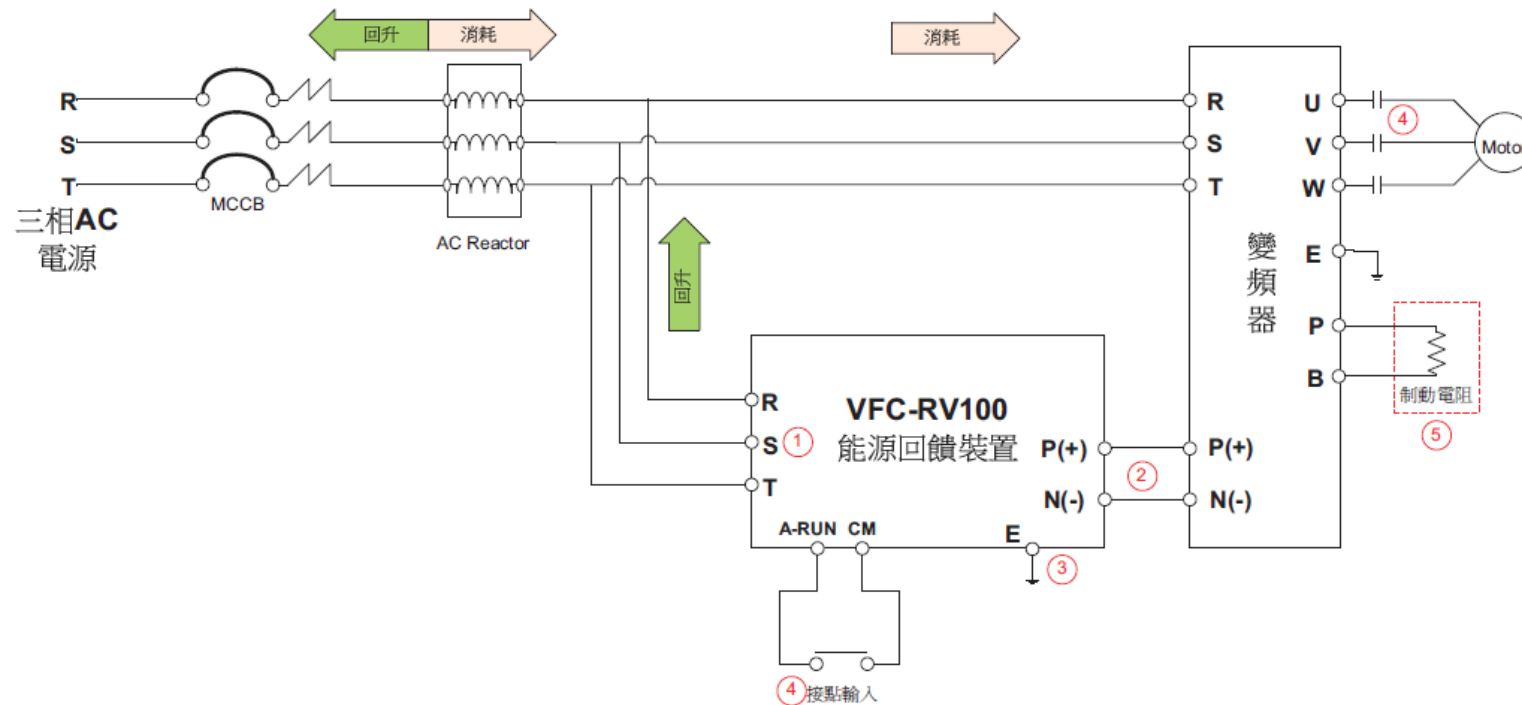 回升
消耗
消耗
R
S
T
三相AC
電源
MCCB
AC Reactor
回升
R
S
T
U
V
W
④
Motor
變
頻
器
E
P
B
制動電阻
⑤
VFC-RV100
能源回饋裝置
R
S
T
①
P(+)
N(-)
②
P(+)
N(-)
A-RUN
CM
E
③
④
接點輸入